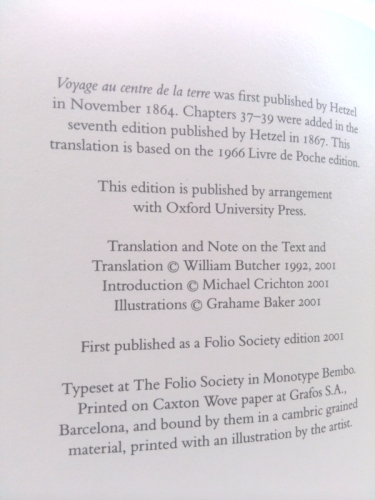 Voyage au centre de la terre was first published by Hetzel
in November 1864. Chapters 37–39 were added in the
seventh edition published by Hetzel in 1867. This
translation is based on the 1966 Livre de Poche edition.
This edition is published by arrangement
with Oxford University Press.
Translation and Note on the Text and
Translation © William Butcher 1992, 2001
Introduction © Michael Crichton 2001
Illustrations © Grahame Baker 2001
First published as a Folio Society edition 2001
Typeset at The Folio Society in Monotype Bembo.
Printed on Caxton Wove paper at Grafos S.A.,
Barcelona, and bound by them in a cambric grained
material, printed with an illustration by the artist.